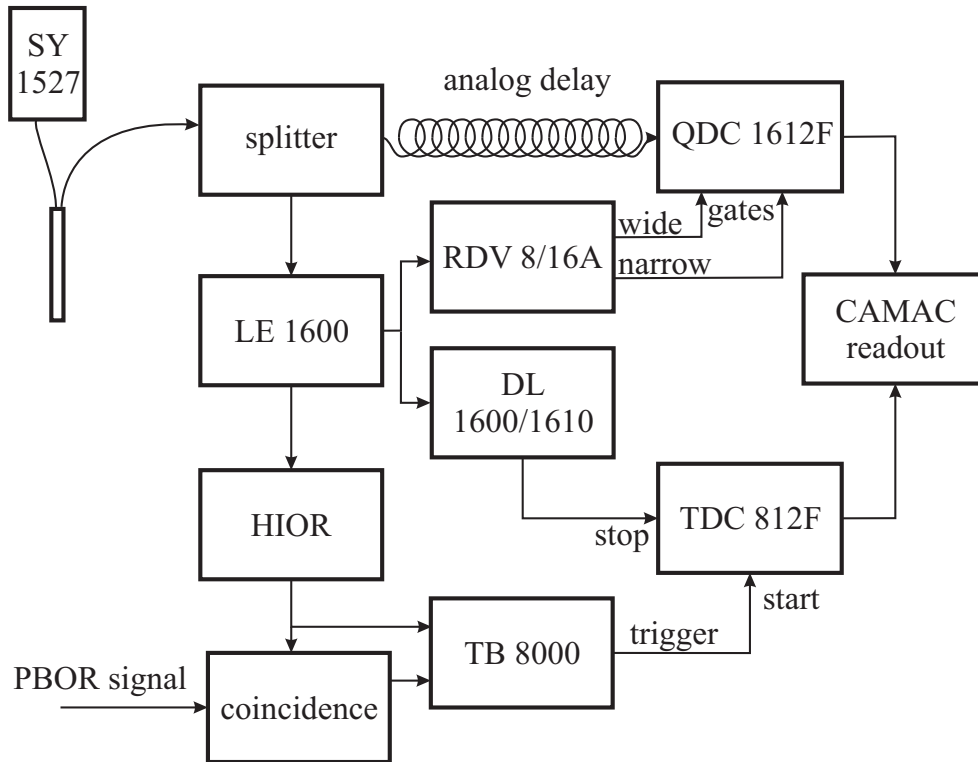 SY
1527
analog delay
splitter
QDC 1612F
wide
gates
RDV 8/16A
narrow
LE 1600
CAMAC
readout
DL
1600/1610
HIOR
TDC 812F
stop
start
TB 8000
trigger
PBOR signal
coincidence